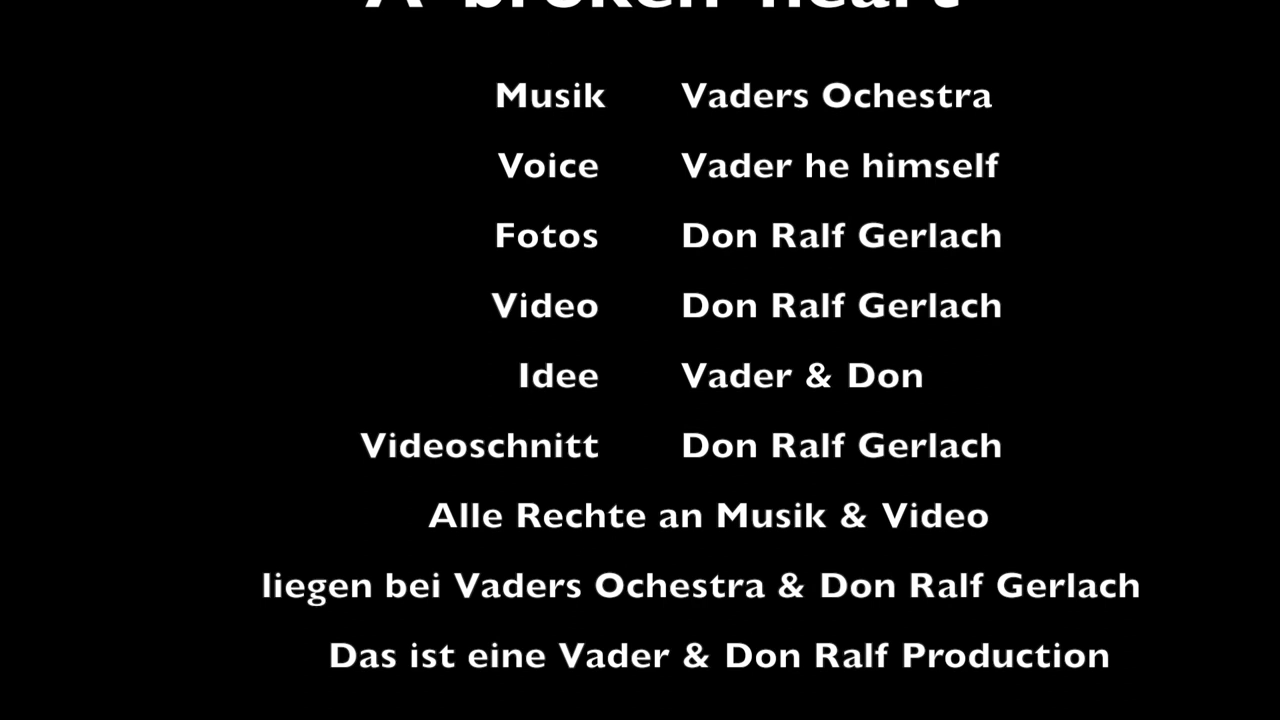 A broken heart
Musik Vaders Ochestra
Voice Vader he himself
Fotos Don Ralf Gerlach
Video Don Ralf Gerlach
Idee Vader & Don
Videoschnitt Don Ralf Gerlach
Alle Rechte an Musik & Video
liegen bei Vaders Ochestra & Don Ralf Gerlach
Das ist eine Vader & Don Ralf Production